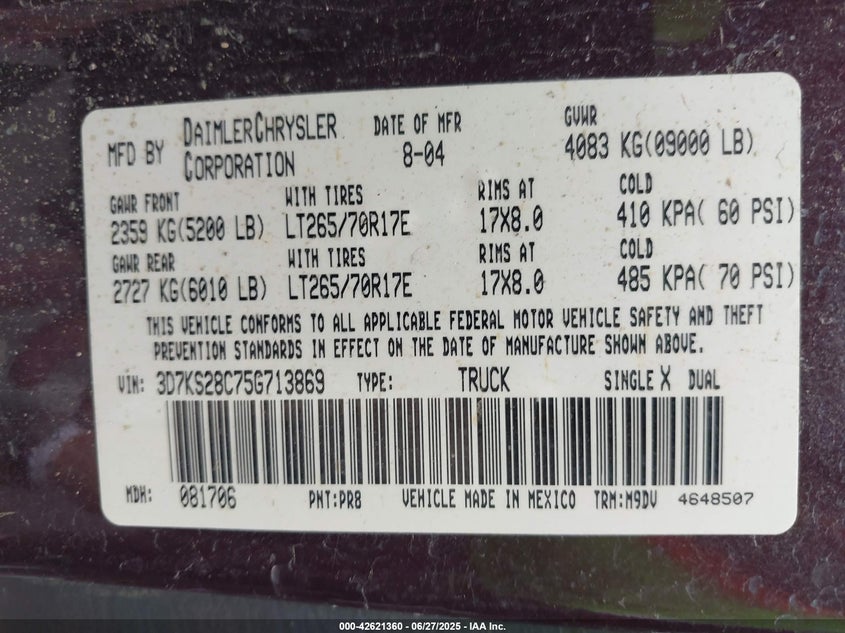 MFD BY DAIMLERCHRYSLER CORPORATION DATE OF MFR 8-04 GVWR 4083 KG(09000 LB)
GAWR FRONT WITH TIRES RIMS AT COLD
2359 KG(5200 LB) LT265/70R17E 17X8.0 410 KPA( 60 PSI)
GAWR REAR WITH TIRES RIMS AT COLD
2727 KG(6010 LB) LT265/70R17E 17X8.0 485 KPA( 70 PSI)
THIS VEHICLE CONFORMS TO ALL APPLICABLE FEDERAL MOTOR VEHICLE SAFETY AND THEFT
PREVENTION STANDARDS IN EFFECT ON THE DATE OF MANUFACTURE SHOWN ABOVE.
VIN: 3D7KS28C75G713869 TYPE: TRUCK SINGLE X DUAL
MDH: 081706 PNT:PR8 VEHICLE MADE IN MEXICO TRM:M9DV 4648507
000-42621360 - 06/27/2025 - IAA Inc.